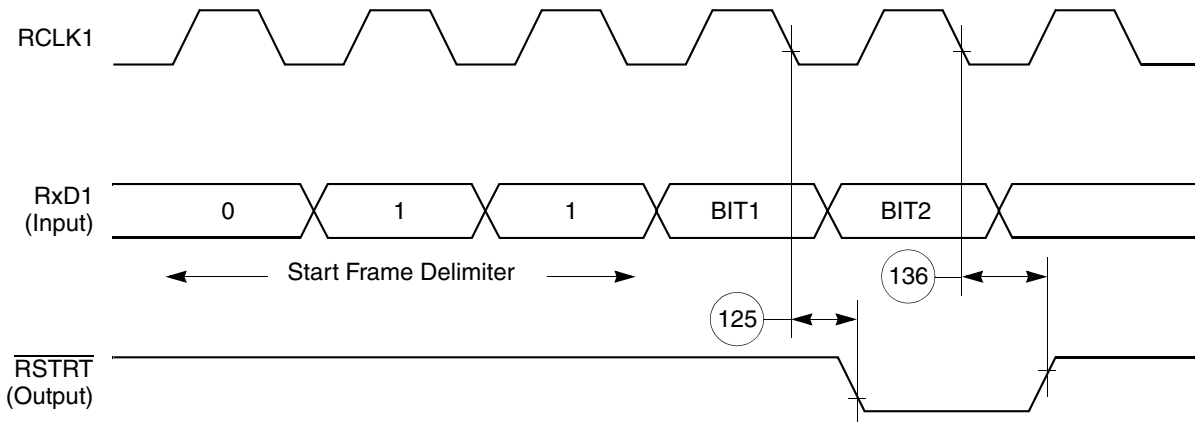 RCLK1
RxD1
(Input)
0 1 1 BIT1 BIT2
Start Frame Delimiter
136
125
RSTRT
(Output)